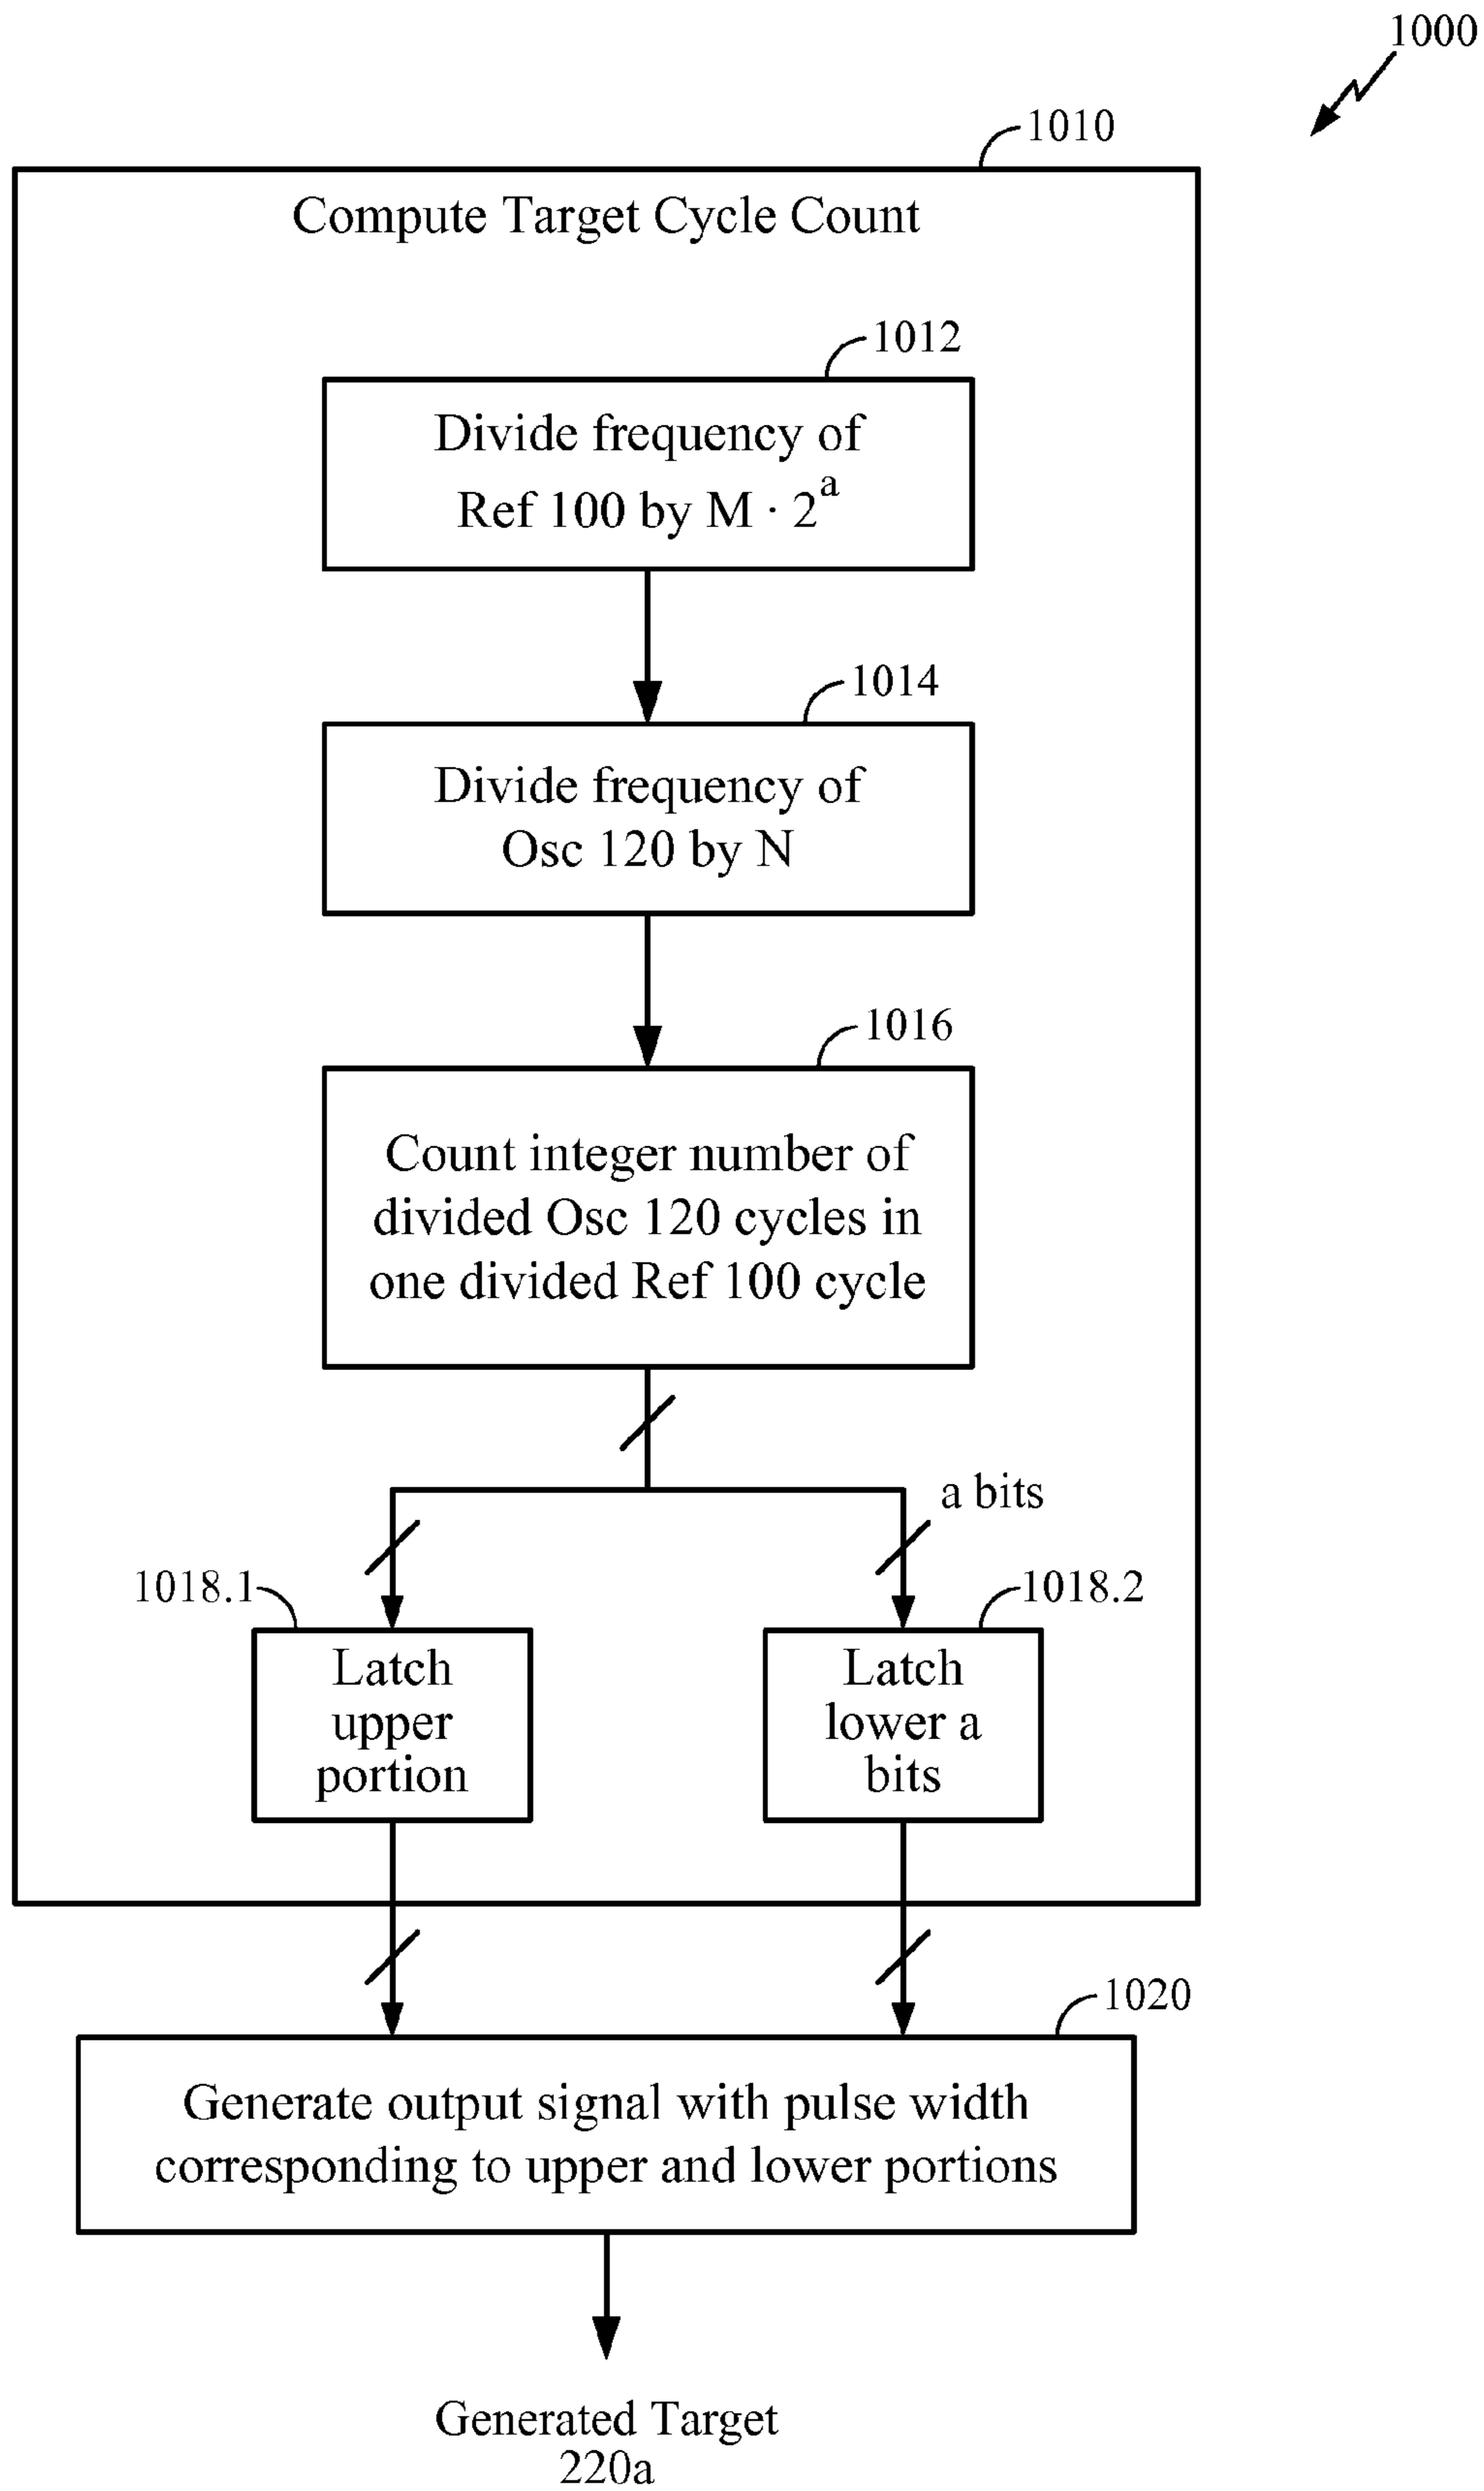 1000
1010
Compute Target Cycle Count
1012
Divide frequency of
Ref 100 by M · 2^a
1014
Divide frequency of
Osc 120 by N
1016
Count integer number of
divided Osc 120 cycles in
one divided Ref 100 cycle
a bits
1018.1
1018.2
Latch
upper
portion
Latch
lower a
bits
1020
Generate output signal with pulse width
corresponding to upper and lower portions
Generated Target
220a